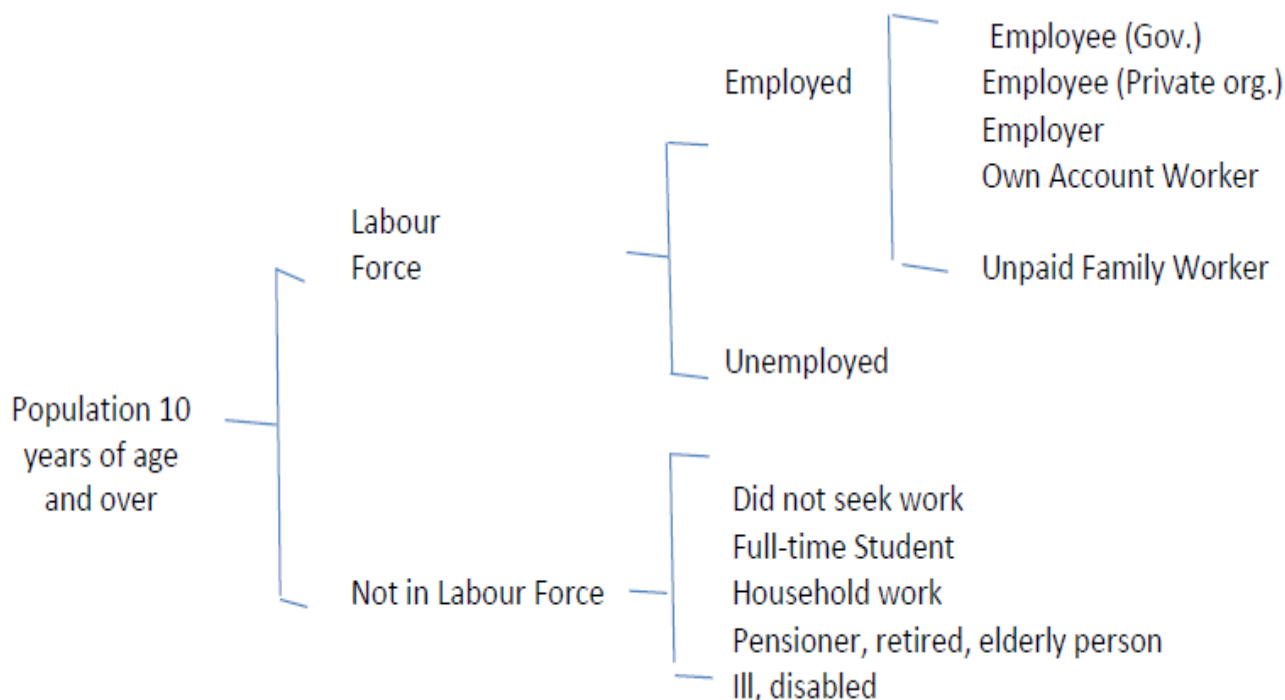 Employee (Gov.)
Employed
Employee (Private org.)
Employer
Own Account Worker
Labour
Force
Unpaid Family Worker
Unemployed
Population 10
years of age
and over
Did not seek work
Full-time Student
Not in Labour Force
Household work
Pensioner, retired, elderly person
Ill, disabled